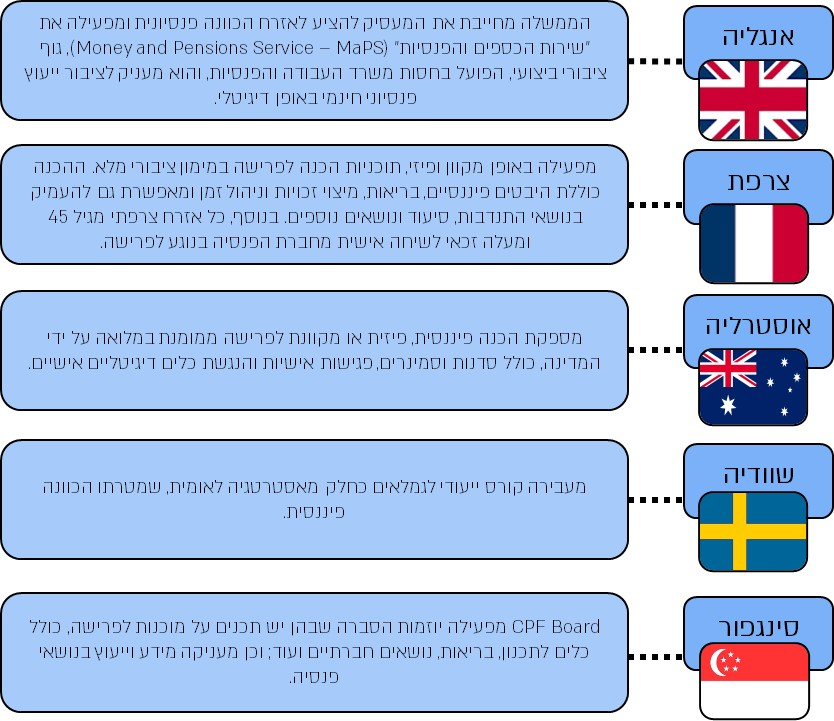 אנגליה
הממשלה מחייבת את המעסיק להציע לאזרח הכוונה פנסיונית ומפעילה את
"שירות הכספים והפנסיות" (Money and Pensions Service – MaPS), גוף
ציבורי ביצועי, הפועל בחסות משרד העבודה והפנסיות, והוא מעניק לציבור ייעוץ
פנסיוני חינמי באופן דיגיטלי.
צרפת
מפעילה באופן מקוון ופיזי, תוכניות הכנה לפרישה במימון ציבורי מלא. ההכנה
כוללת היבטים פיננסיים, בריאות, מיצוי זכויות וניהול זמן ומאפשרת גם להעמיק
בנושאי התנדבות, סיעוד ונושאים נוספים. בנוסף, כל אזרח צרפתי מגיל 45
ומעלה זכאי לשיחה אישית מחברת הפנסיה בנוגע לפרישה.
אוסטרליה
מספקת הכנה פיננסית, פיזית או מקוונת לפרישה ממומנת במלואה על ידי
המדינה, כולל סדנות וסמינרים, פגישות אישיות והנגשת כלים דיגיטליים אישיים.
שוודיה
מעבירה קורס ייעודי לגמלאים כחלק מאסטרטגיה לאומית, שמטרתו הכוונה
פיננסית.
סינגפור
CPF Board מפעילה יוזמות הסברה שבהן יש תכנים על מוכנות לפרישה, כולל
כלים לתכנון, בריאות, נושאים חברתיים ועוד; וכן מעניקה מידע וייעוץ בנושאי
פנסיה.